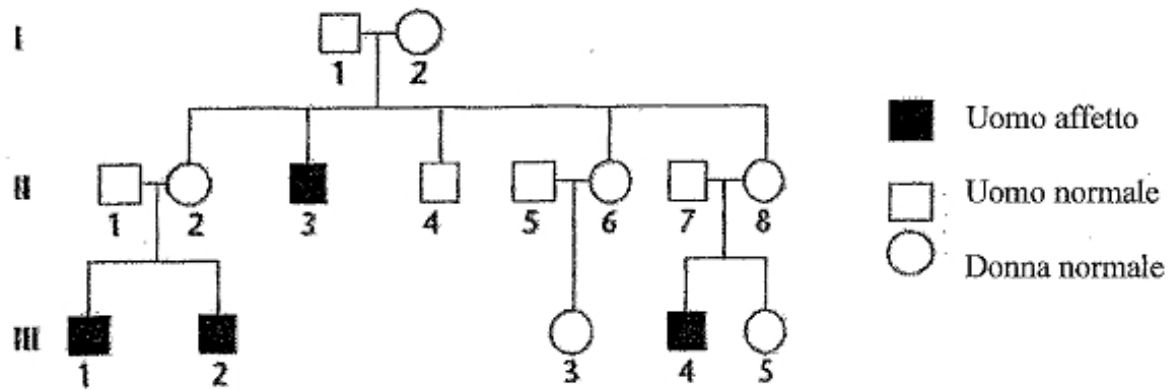 I
1 2
Uomo affetto
II
1 2 3 4 5 6 7 8
Uomo normale
Donna normale
III
1 2 3 4 5